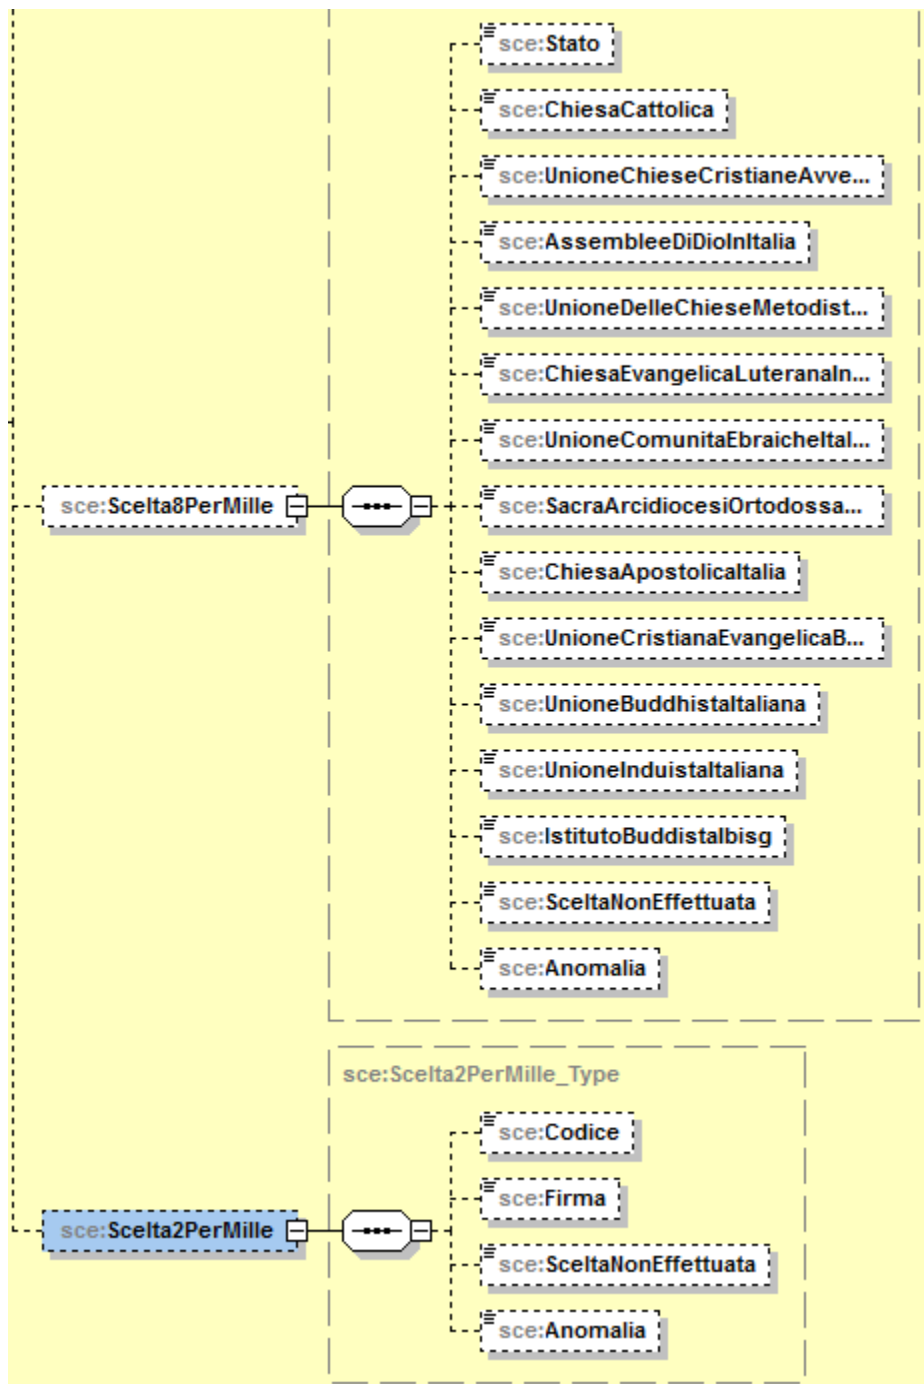 sce:Stato
sce:ChiesaCattolica
sce:UnioneChieseCristianeAvve...
sce:AssembleeDiDioInItalia
sce:UnioneDelleChieseMetodist...
sce:ChiesaEvangelicaLuteranaIn...
sce:UnioneComunitaEbraicheItal...
sce:Scelta8PerMille
sce:SacraArcidiocesiOrtodossa...
sce:ChiesaApostolicaItalia
sce:UnioneCristianaEvangelicaB...
sce:UnioneBuddhistaItaliana
sce:UnioneInduistaItaliana
sce:IstitutoBuddistaIbisg
sce:SceltaNonEffettuata
sce:Anomalia
sce:Scelta2PerMille_Type
sce:Codice
sce:Firma
sce:Scelta2PerMille
sce:SceltaNonEffettuata
sce:Anomalia